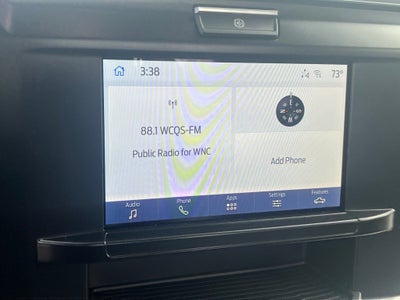 3:38
73°
88.1 WCQS-FM
Public Radio for WNC
Add Phone
Audio
Phone
Apps
Settings
Features